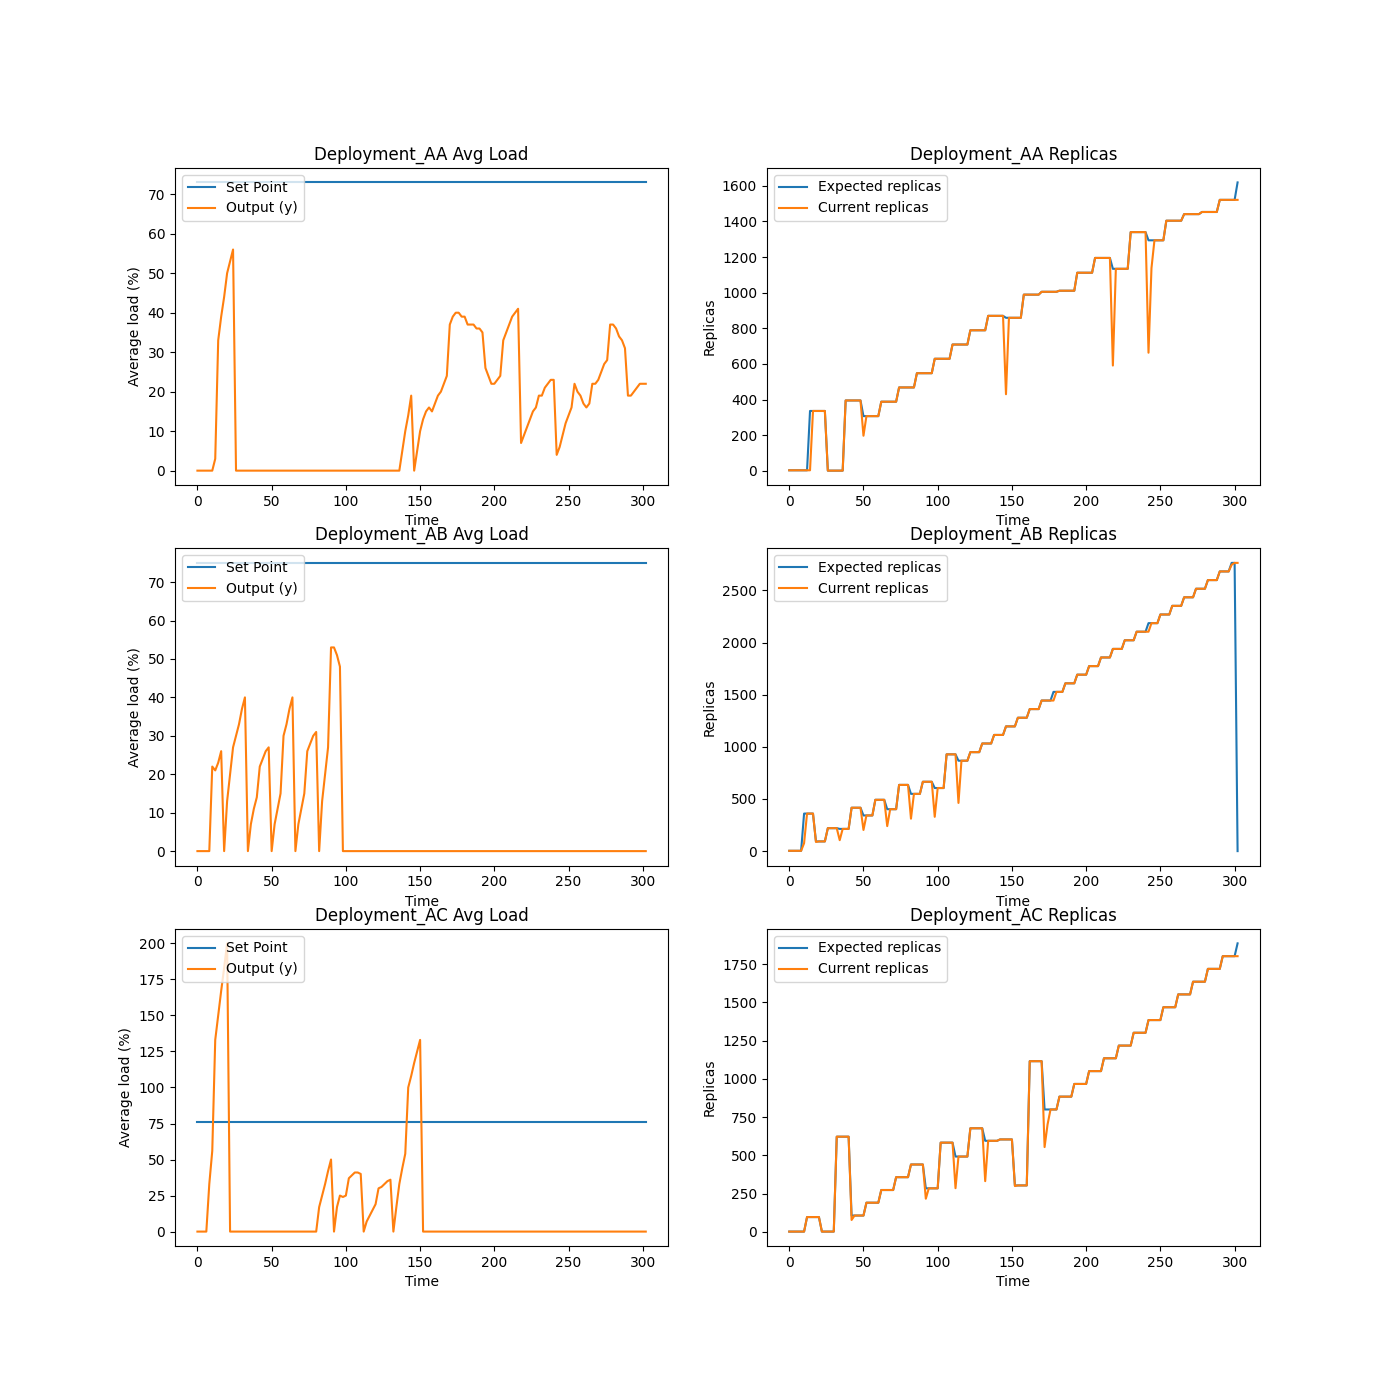 Deployment_AA Avg Load
Set Point
Output (y)
Average load (%)
0
10
20
30
40
50
60
70
0 50 100 150 200 250 300
Time
Deployment_AA Replicas
Expected replicas
Current replicas
Replicas
0
200
400
600
800
1000
1200
1400
1600
0 50 100 150 200 250 300
Time
Deployment_AB Avg Load
Set Point
Output (y)
Average load (%)
0
10
20
30
40
50
60
70
0 50 100 150 200 250 300
Time
Deployment_AB Replicas
Expected replicas
Current replicas
Replicas
0
500
1000
1500
2000
2500
0 50 100 150 200 250 300
Time
Deployment_AC Avg Load
Set Point
Output (y)
Average load (%)
0
25
50
75
100
125
150
175
200
0 50 100 150 200 250 300
Time
Deployment_AC Replicas
Expected replicas
Current replicas
Replicas
0
250
500
750
1000
1250
1500
1750
0 50 100 150 200 250 300
Time